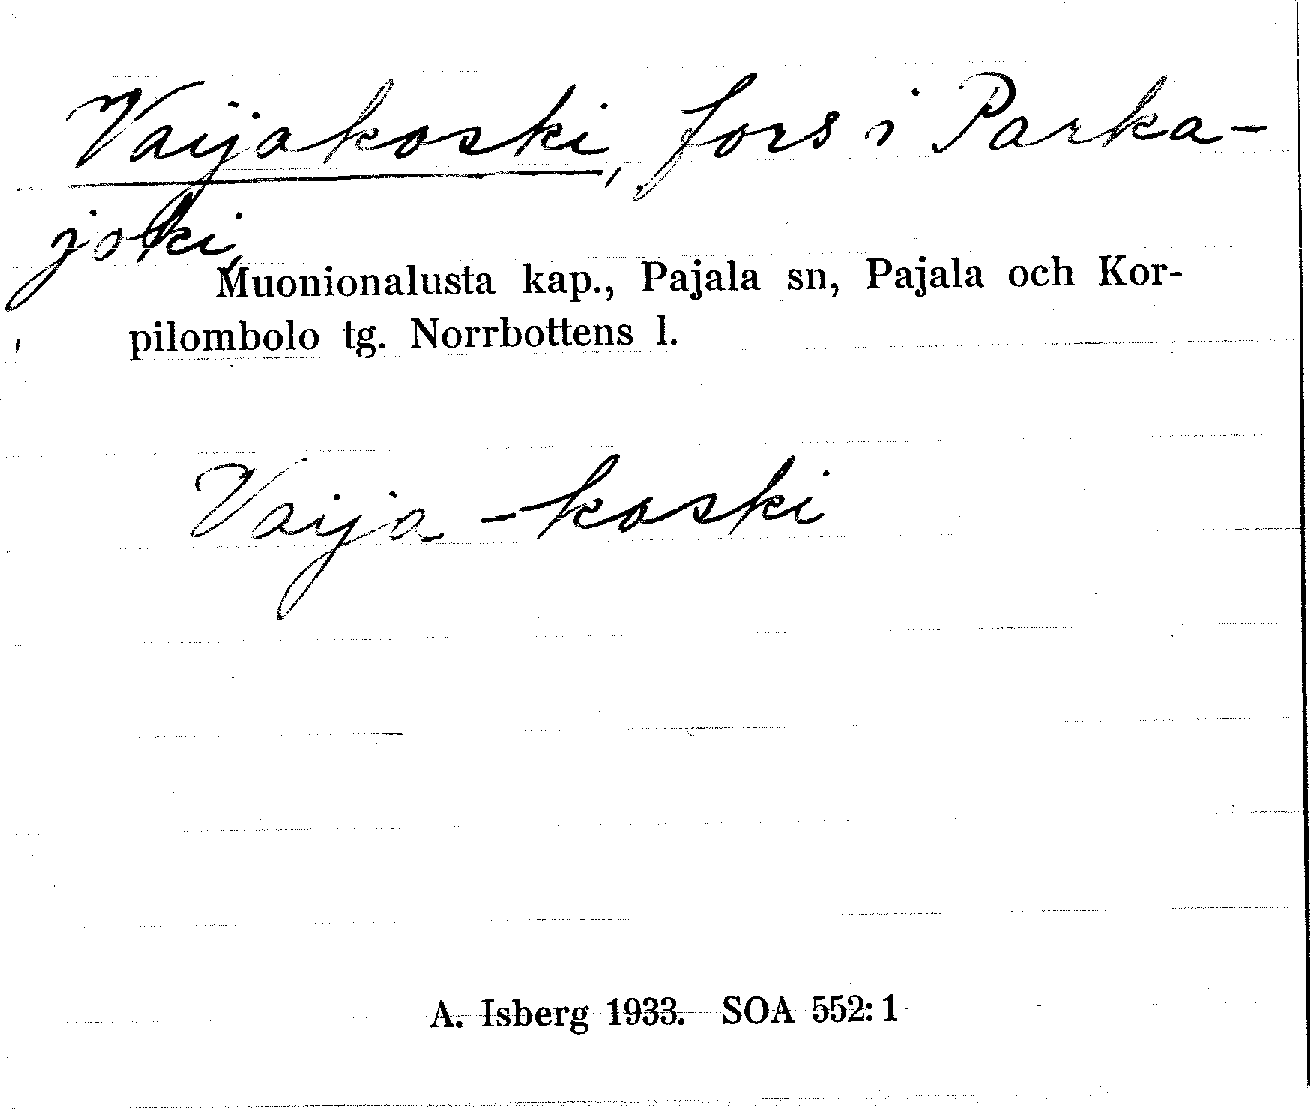 Vaijakoski, fors i Parka-
joki,
Muonionalusta kap., Pajala sn, Pajala och Kor-
pilombolo tg. Norrbottens l.
Vaija -koski
A. Isberg 1933. SOA 552:1